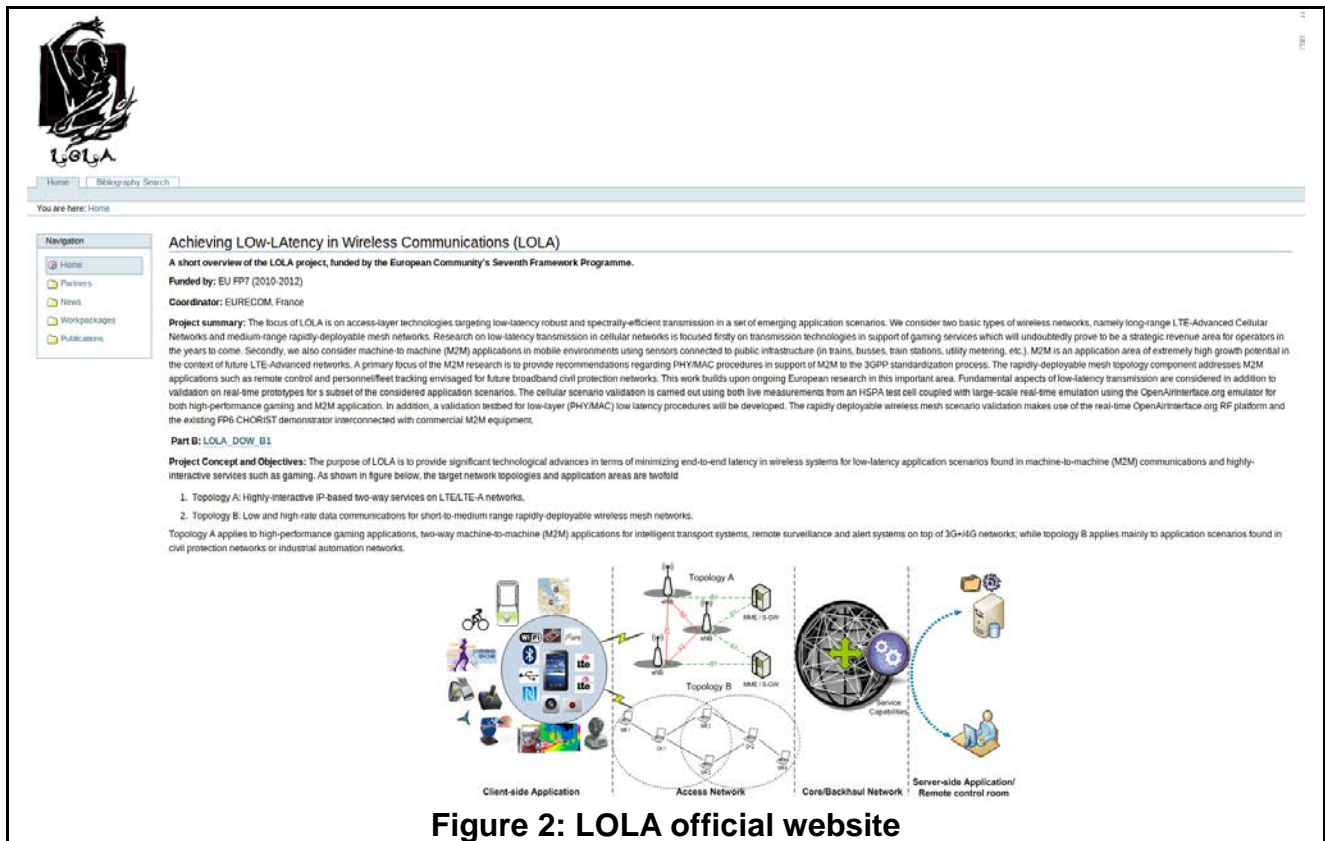 LOLA
Home
Bibliography Search
You are here: Home
Navigation
Home
Partners
News
Workpackages
Publications
Achieving LOw-LAtency in Wireless Communications (LOLA)
A short overview of the LOLA project, funded by the European Community's Seventh Framework Programme.
Funded by: EU FP7 (2010-2012)
Coordinator: EURECOM, France
Project summary: The focus of LOLA is on access-layer technologies targeting low-latency robust and spectrally-efficient transmission in a set of emerging application scenarios. We consider two basic types of wireless networks, namely long-range LTE-Advanced Cellular
Networks and medium-range rapidly-deployable mesh networks. Research on low-latency transmission in cellular networks is focused firstly on transmission technologies in support of gaming services which will undoubtedly prove to be a strategic revenue area for operators in
the years to come. Secondly, we also consider machine-to machine (M2M) applications in mobile environments using sensors connected to public infrastructure (in trains, busses, train stations, utility metering, etc.). M2M is an application area of extremely high growth potential in
the context of future LTE-Advanced networks. A primary focus of the M2M research is to provide recommendations regarding PHY/MAC procedures in support of M2M to the 3GPP standardization process. The rapidly-deployable mesh topology component addresses M2M
applications such as remote control and personnel/fleet tracking envisaged for future broadband civil protection networks. This work builds upon ongoing European research in this important area. Fundamental aspects of low-latency transmission are considered in addition to
validation on real-time prototypes for a subset of the considered application scenarios. The cellular scenario validation is carried out using both live measurements from an HSPA test cell coupled with large-scale real-time emulation using the OpenAirInterface.org emulator for
both high-performance gaming and M2M application. In addition, a validation testbed for low-layer (PHY/MAC) low latency procedures will be developed. The rapidly deployable wireless mesh scenario validation makes use of the real-time OpenAirInterface.org RF platform and
the existing FP6 CHORIST demonstrator interconnected with commercial M2M equipment.
Part B: LOLA_DOW_B1
Project Concept and Objectives: The purpose of LOLA is to provide significant technological advances in terms of minimizing end-to-end latency in wireless systems for low-latency application scenarios found in machine-to-machine (M2M) communications and highly-
interactive services such as gaming. As shown in figure below, the target network topologies and application areas are twofold
1. Topology A: Highly-interactive IP-based two-way services on LTE/LTE-A networks.
2. Topology B: Low and high-rate data communications for short-to-medium range rapidly-deployable wireless mesh networks.
Topology A applies to high-performance gaming applications, two-way machine-to-machine (M2M) applications for intelligent transport systems, remote surveillance and alert systems on top of 3G+/4G networks; while topology B applies mainly to application scenarios found in
civil protection networks or industrial automation networks.
Topology A
eNB
MME / S-GW
eNB
eNB
MME / S-GW
WiFi
lte
lte
Topology B
Service
Capabilities
Client-side Application
Access Network
Core/Backhaul Network
Server-side Application/
Remote control room
Figure 2: LOLA official website